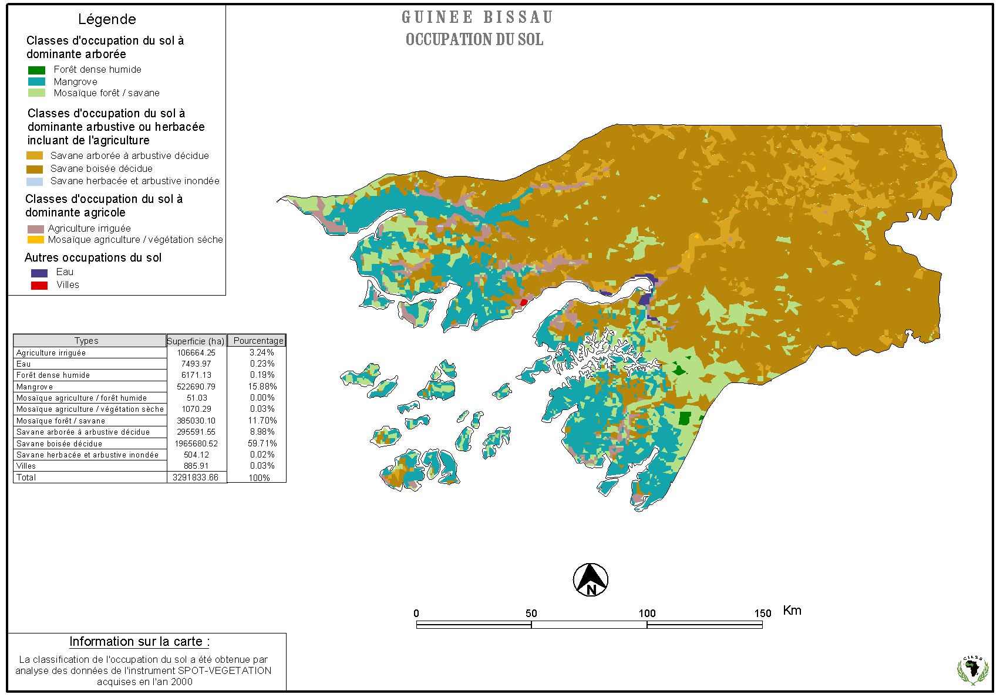 GUINEE BISSAU
OCCUPATION DU SOL
Légende
Classes d'occupation du sol à
dominante arborée
Forêt dense humide
Mangrove
Mosaïque forêt / savane
Classes d'occupation du sol à
dominante arbustive ou herbacée
incluant de l'agriculture
Savane arborée à arbustive décidue
Savane boisée décidue
Savane herbacée et arbustive inondée
Classes d'occupation du sol à
dominante agricole
Agriculture irriguée
Mosaïque agriculture / végétation sèche
Autres occupations du sol
Eau
Villes
Types Superficie (ha) Pourcentage
Agriculture irriguée 106664.25 3.24%
Eau 7493.97 0.23%
Forêt dense humide 6171.13 0.19%
Mangrove 522690.79 15.88%
Mosaïque agriculture / forêt humide 51.03 0.00%
Mosaïque agriculture / végétation sèche 1070.29 0.03%
Mosaïque forêt / savane 385030.10 11.70%
Savane arborée à arbustive décidue 295591.55 8.98%
Savane boisée décidue 1965680.52 59.71%
Savane herbacée et arbustive inondée 504.12 0.02%
Villes 885.91 0.03%
Total 3291833.66 100%
N
0 50 100 150 Km
Information sur la carte :
La classification de l'occupation du sol a été obtenue par
analyse des données de l'instrument SPOT-VEGETATION
acquises en l'an 2000
CILSS